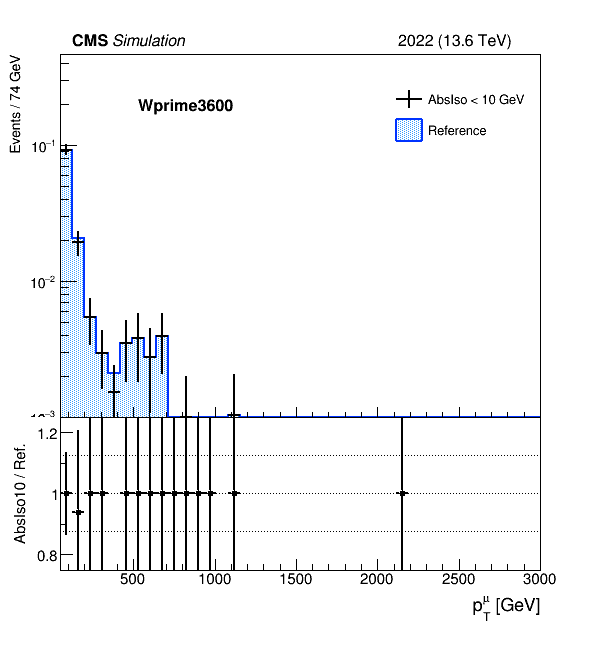 CMS Simulation 2022 (13.6 TeV)
Events / 74 GeV
Wprime3600
AbsIso < 10 GeV
Reference
10⁻¹
10⁻²
AbsIso10 / Ref.
1.2
1
0.8
500 1000 1500 2000 2500 3000
p_T^μ [GeV]